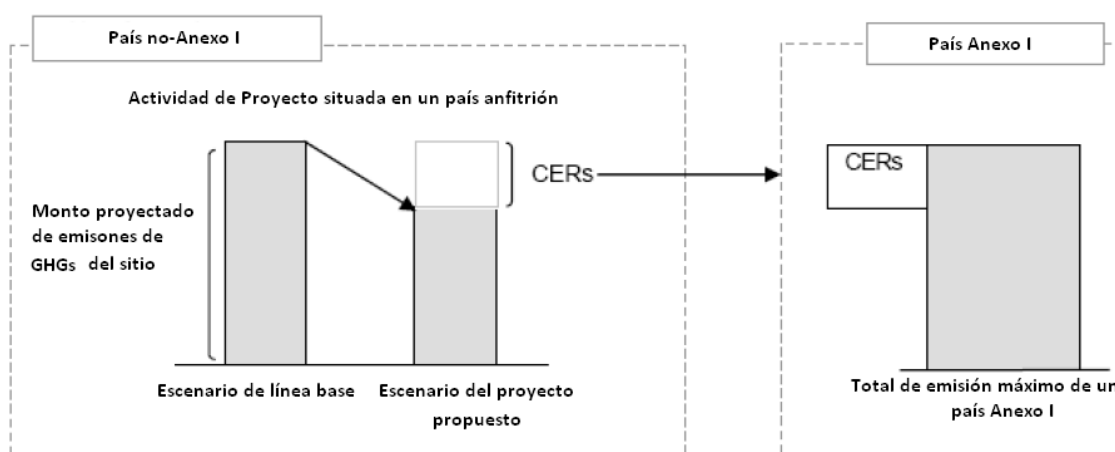 País no-Anexo I
País Anexo I
Actividad de Proyecto situada en un país anfitrión
CERs
CERs
Monto proyectado
de emisones de
GHGs del sitio
Escenario de línea base
Escenario del proyecto
propuesto
Total de emisión máximo de un
país Anexo I